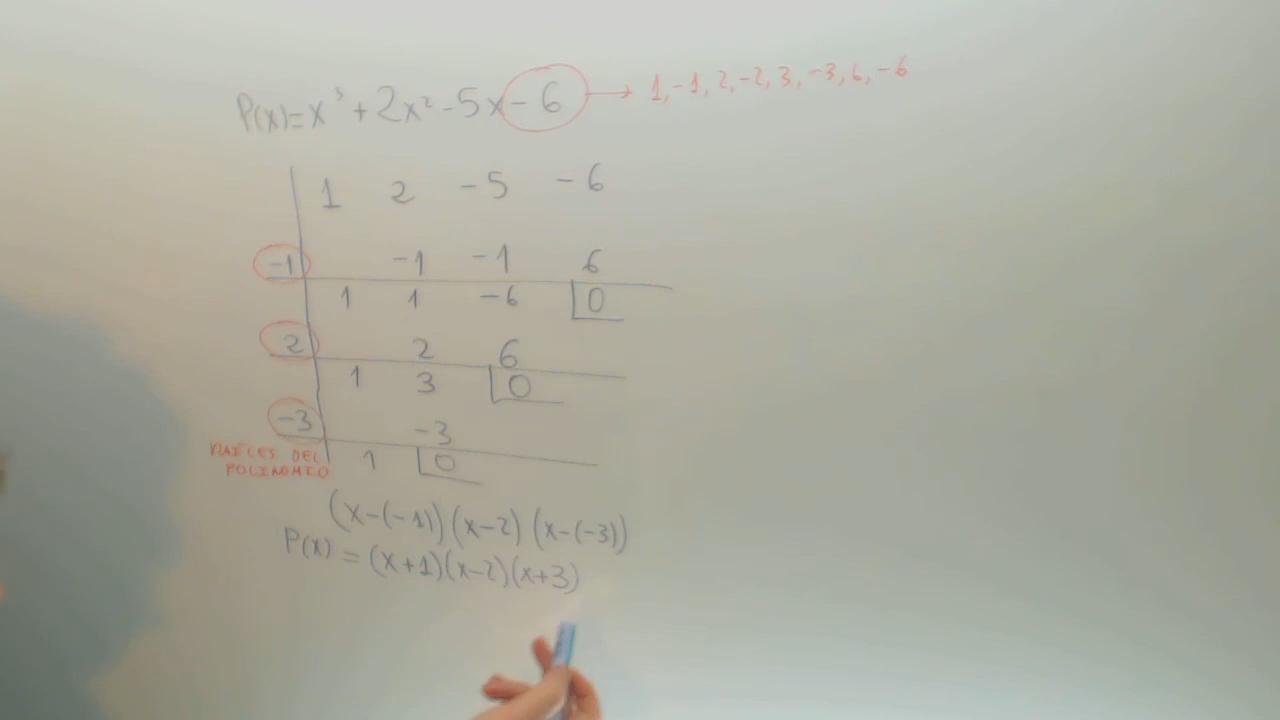 P(x)=x³+2x²-5x-6 → 1,-1,2,-2,3,-3,6,-6
1 2 -5 -6
-1 -1 -1 6
1 1 -6 0
2 2 6
1 3 0
-3 -3
RAÍCES DEL
POLINOMIO
1 0
(x-(-1))(x-2)(x-(-3))
P(x)=(x+1)(x-2)(x+3)